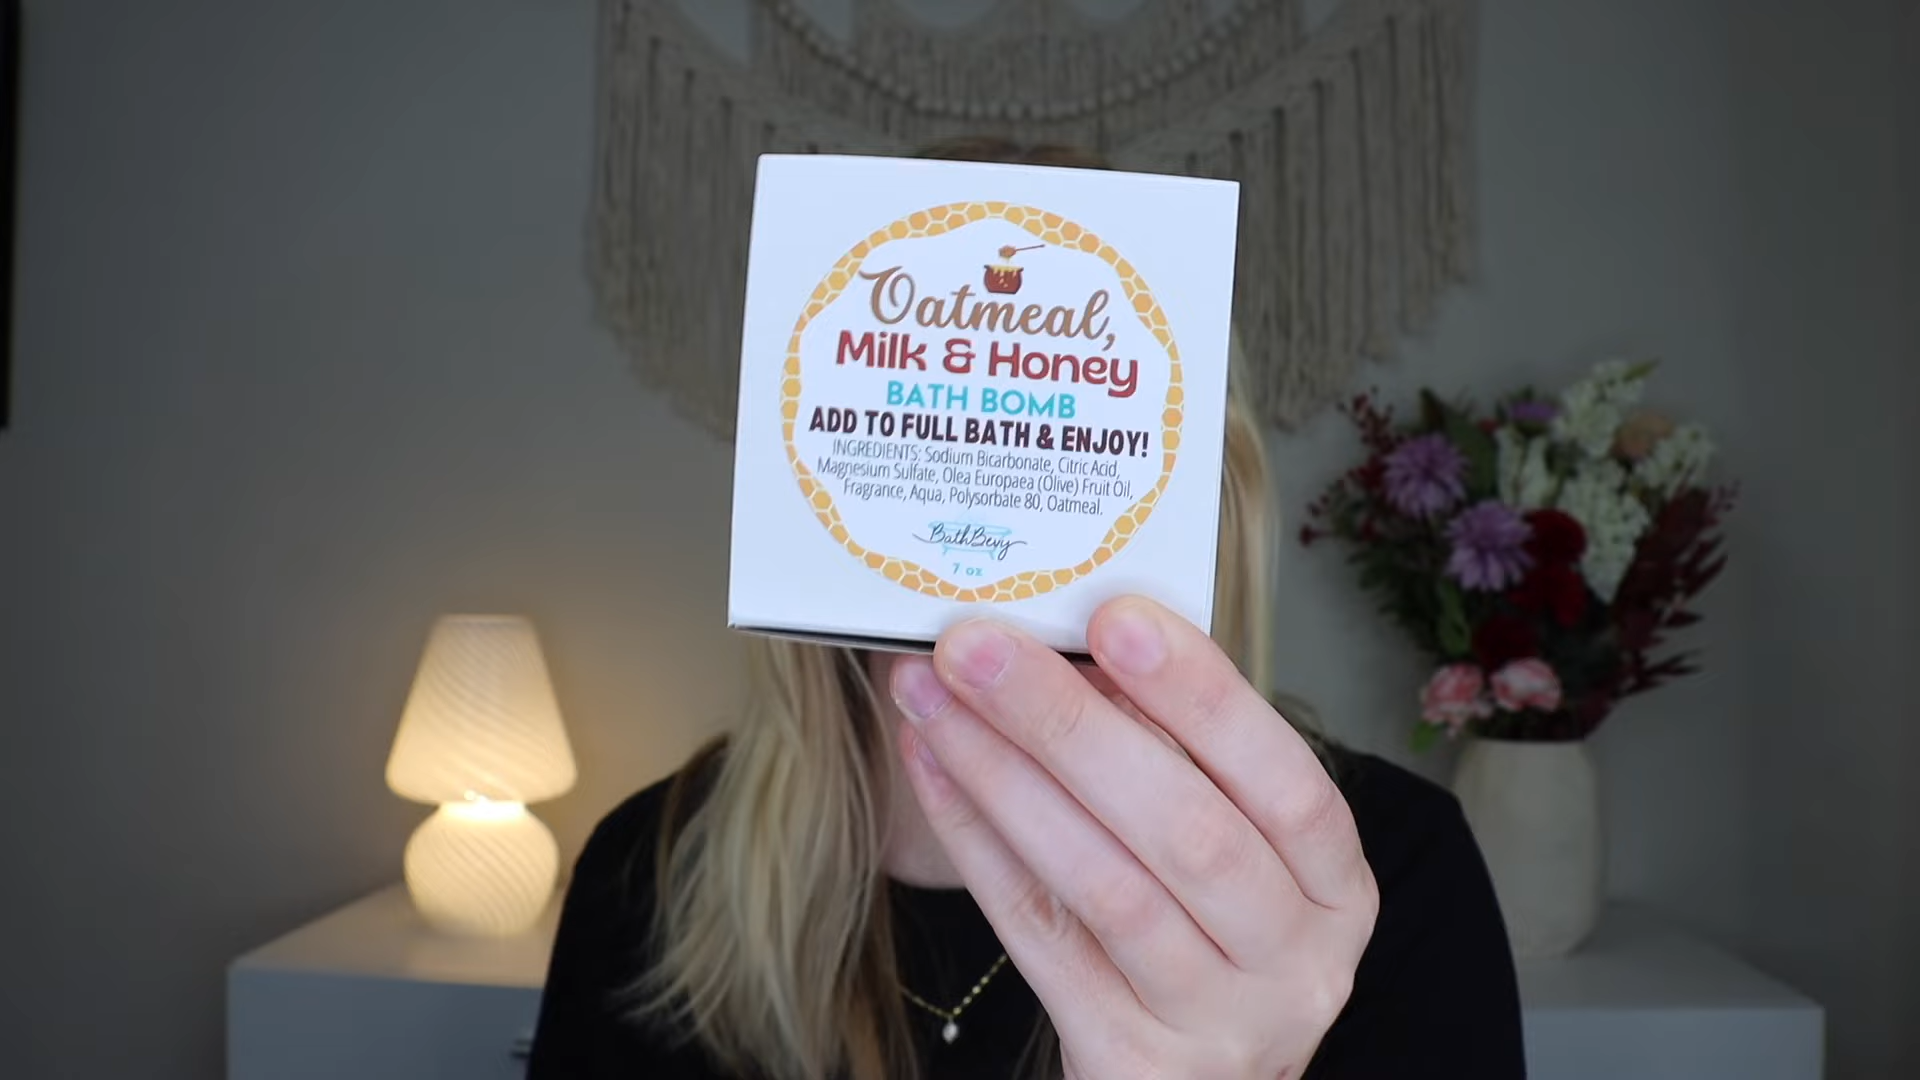 Oatmeal,
Milk & Honey
BATH BOMB
ADD TO FULL BATH & ENJOY!
INGREDIENTS: Sodium Bicarbonate, Citric Acid,
Magnesium Sulfate, Olea Europaea (Olive) Fruit Oil,
Fragrance, Aqua, Polysorbate 80, Oatmeal.
BathBevy
7 oz